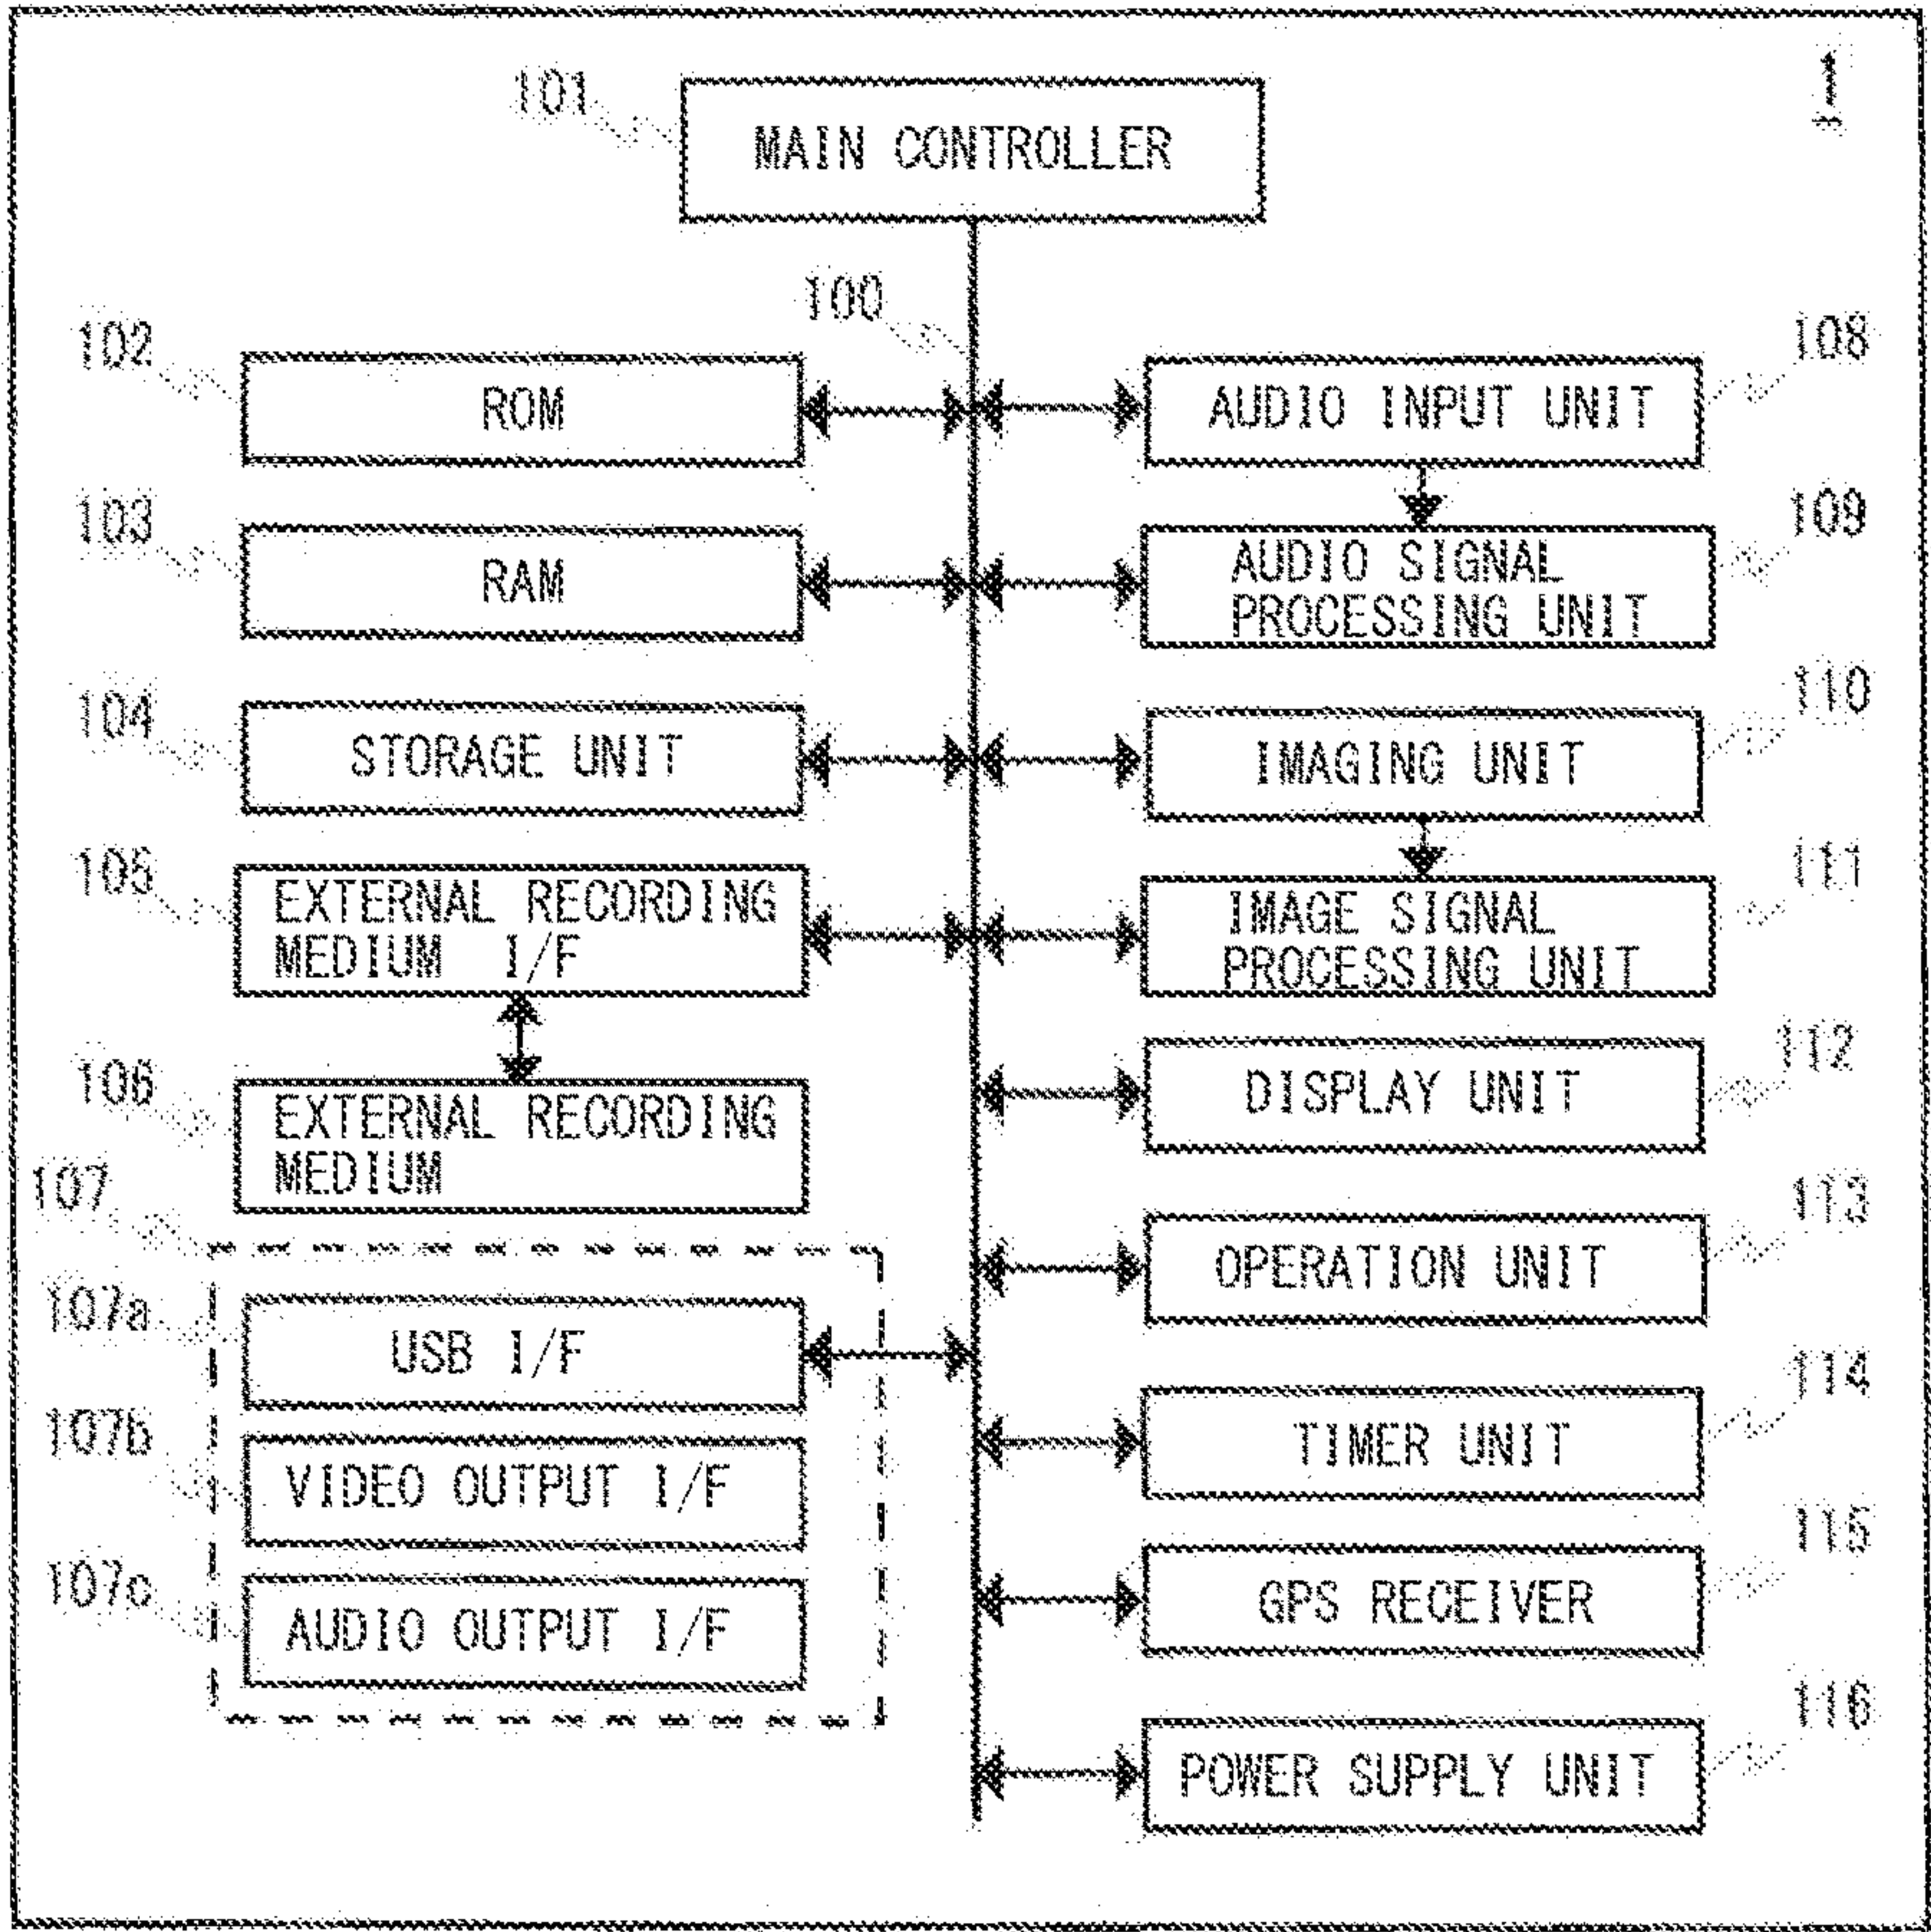 1
101
MAIN CONTROLLER
100
102
ROM
103
RAM
104
STORAGE UNIT
105
EXTERNAL RECORDING
MEDIUM I/F
106
EXTERNAL RECORDING
MEDIUM
107
107a
USB I/F
107b
VIDEO OUTPUT I/F
107c
AUDIO OUTPUT I/F
108
AUDIO INPUT UNIT
109
AUDIO SIGNAL
PROCESSING UNIT
110
IMAGING UNIT
111
IMAGE SIGNAL
PROCESSING UNIT
112
DISPLAY UNIT
113
OPERATION UNIT
114
TIMER UNIT
115
GPS RECEIVER
116
POWER SUPPLY UNIT